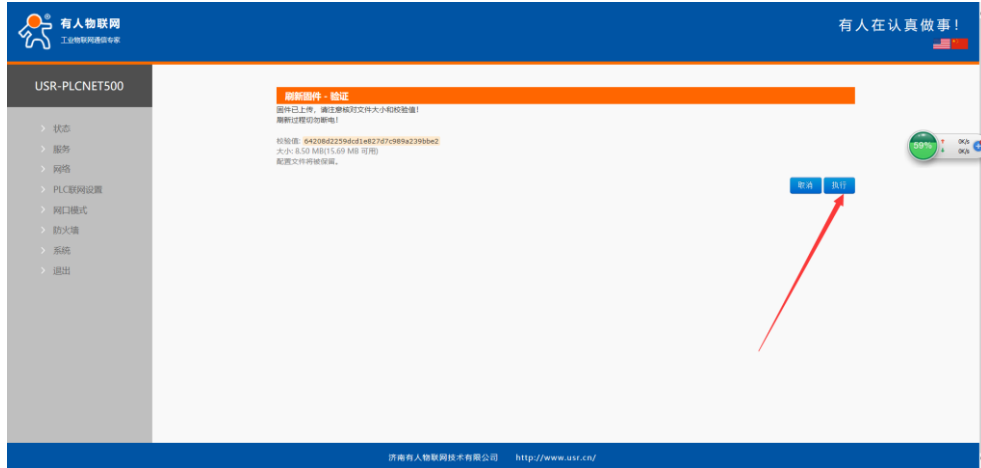 有人物联网
工业物联网通信专家
有人在认真做事!
USR-PLCNET500
状态
服务
网络
PLC联网设置
网口模式
防火墙
系统
退出
刷新固件 - 验证
固件已上传，请注意核对文件大小和校验值!
刷新过程切勿断电!
校验值: 64208d2259dcd1e827d7c989a239bbe2
大小: 8.50 MB(15.69 MB 可用)
配置文件将被保留。
取消 执行
59%
0K/s
0K/s
济南有人物联网技术有限公司 http://www.usr.cn/